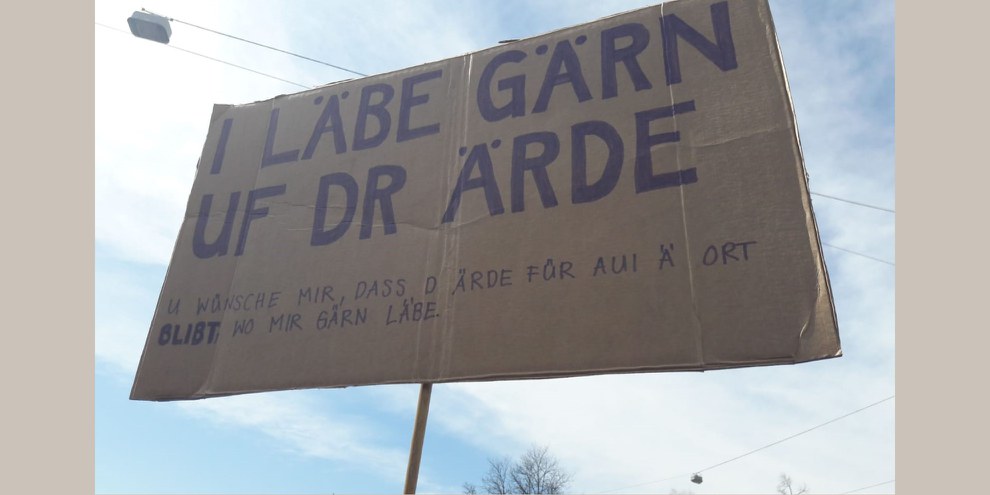 I LÄBE GÄRN
UF DR ÄRDE
U WÜNSCHE MIR, DASS D ÄRDE FÜR AUI Ä ORT
BLIBT, WO MIR GÄRN LÄBE.